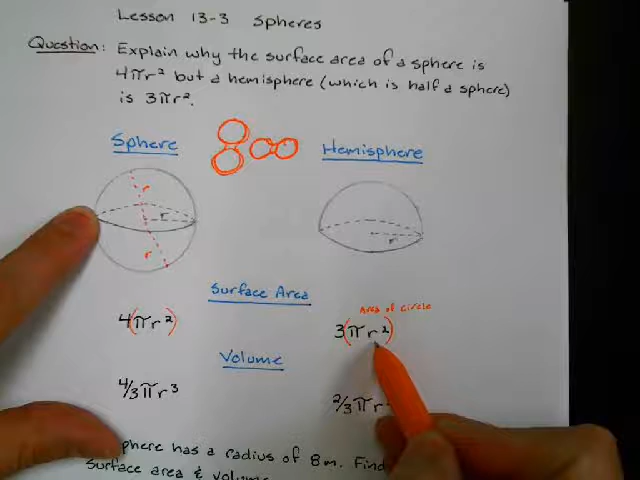 Lesson 13-3 Spheres
Question: Explain why the surface area of a sphere is
4πr² but a hemisphere (which is half a sphere)
is 3πr².
Sphere
Hemisphere
r
r
r
r
Surface Area
Area of Circle
4(πr²)
3(πr²)
Volume
4/3πr³
2/3πr
sphere has a radius of 8m. Find
surface area & volume